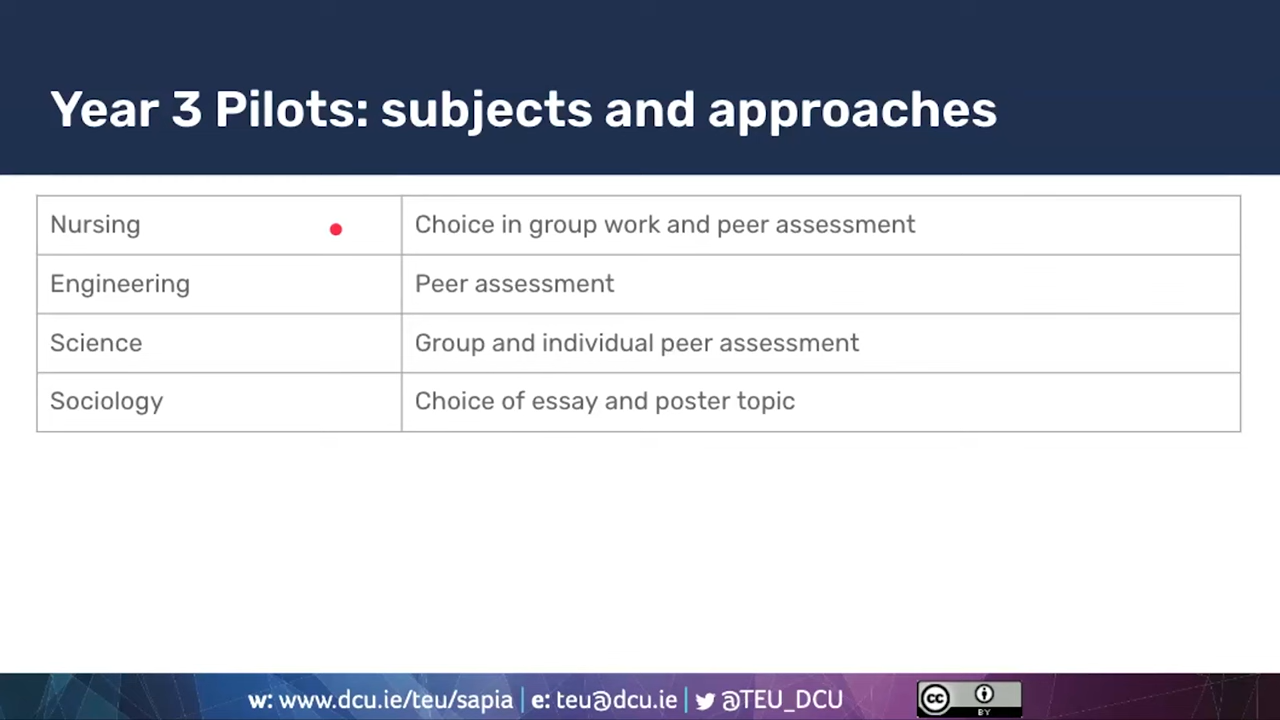 Year 3 Pilots: subjects and approaches
Nursing Choice in group work and peer assessment
Engineering Peer assessment
Science Group and individual peer assessment
Sociology Choice of essay and poster topic
w: www.dcu.ie/teu/sapia | e: teu@dcu.ie | @TEU_DCU
cc BY